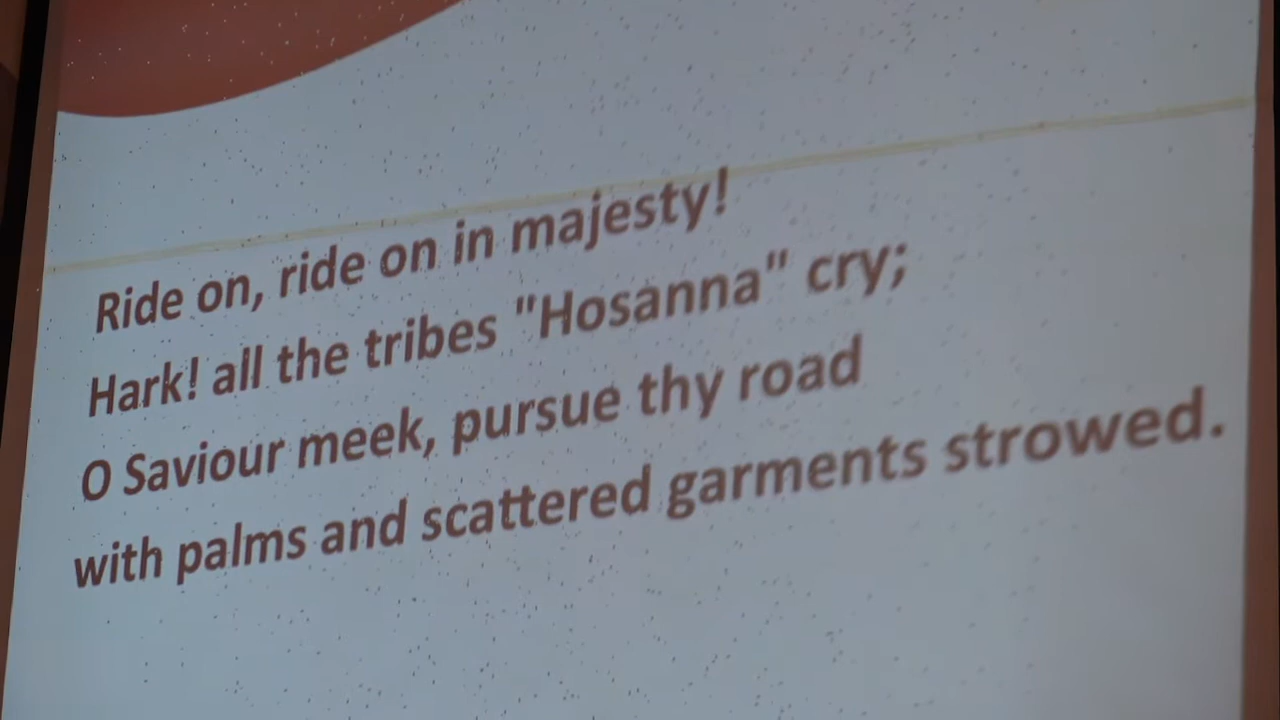 Ride on, ride on in majesty!
Hark! all the tribes "Hosanna" cry;
O Saviour meek, pursue thy road
with palms and scattered garments strowed.